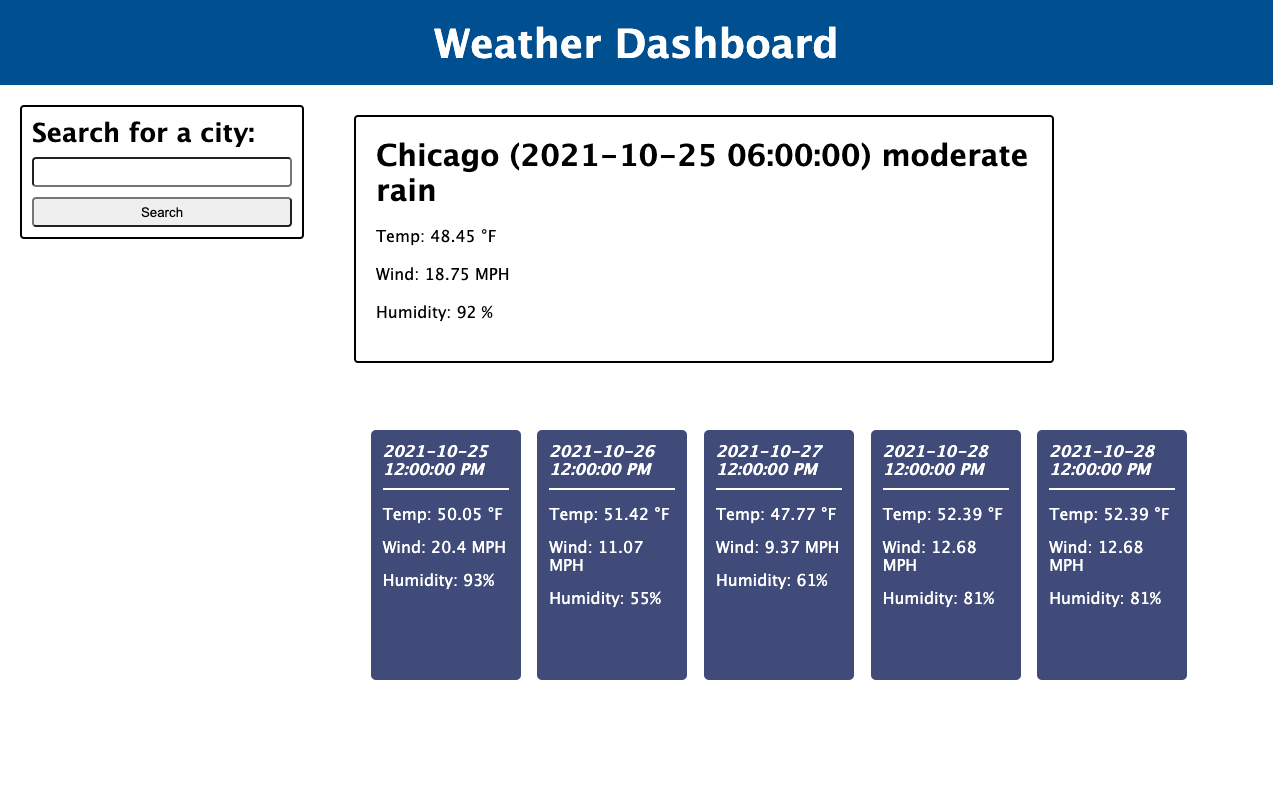 Weather Dashboard
Search for a city:
Search
Chicago (2021-10-25 06:00:00) moderate
rain
Temp: 48.45 °F
Wind: 18.75 MPH
Humidity: 92 %
2021-10-25
12:00:00 PM
Temp: 50.05 °F
Wind: 20.4 MPH
Humidity: 93%
2021-10-26
12:00:00 PM
Temp: 51.42 °F
Wind: 11.07
MPH
Humidity: 55%
2021-10-27
12:00:00 PM
Temp: 47.77 °F
Wind: 9.37 MPH
Humidity: 61%
2021-10-28
12:00:00 PM
Temp: 52.39 °F
Wind: 12.68
MPH
Humidity: 81%
2021-10-28
12:00:00 PM
Temp: 52.39 °F
Wind: 12.68
MPH
Humidity: 81%